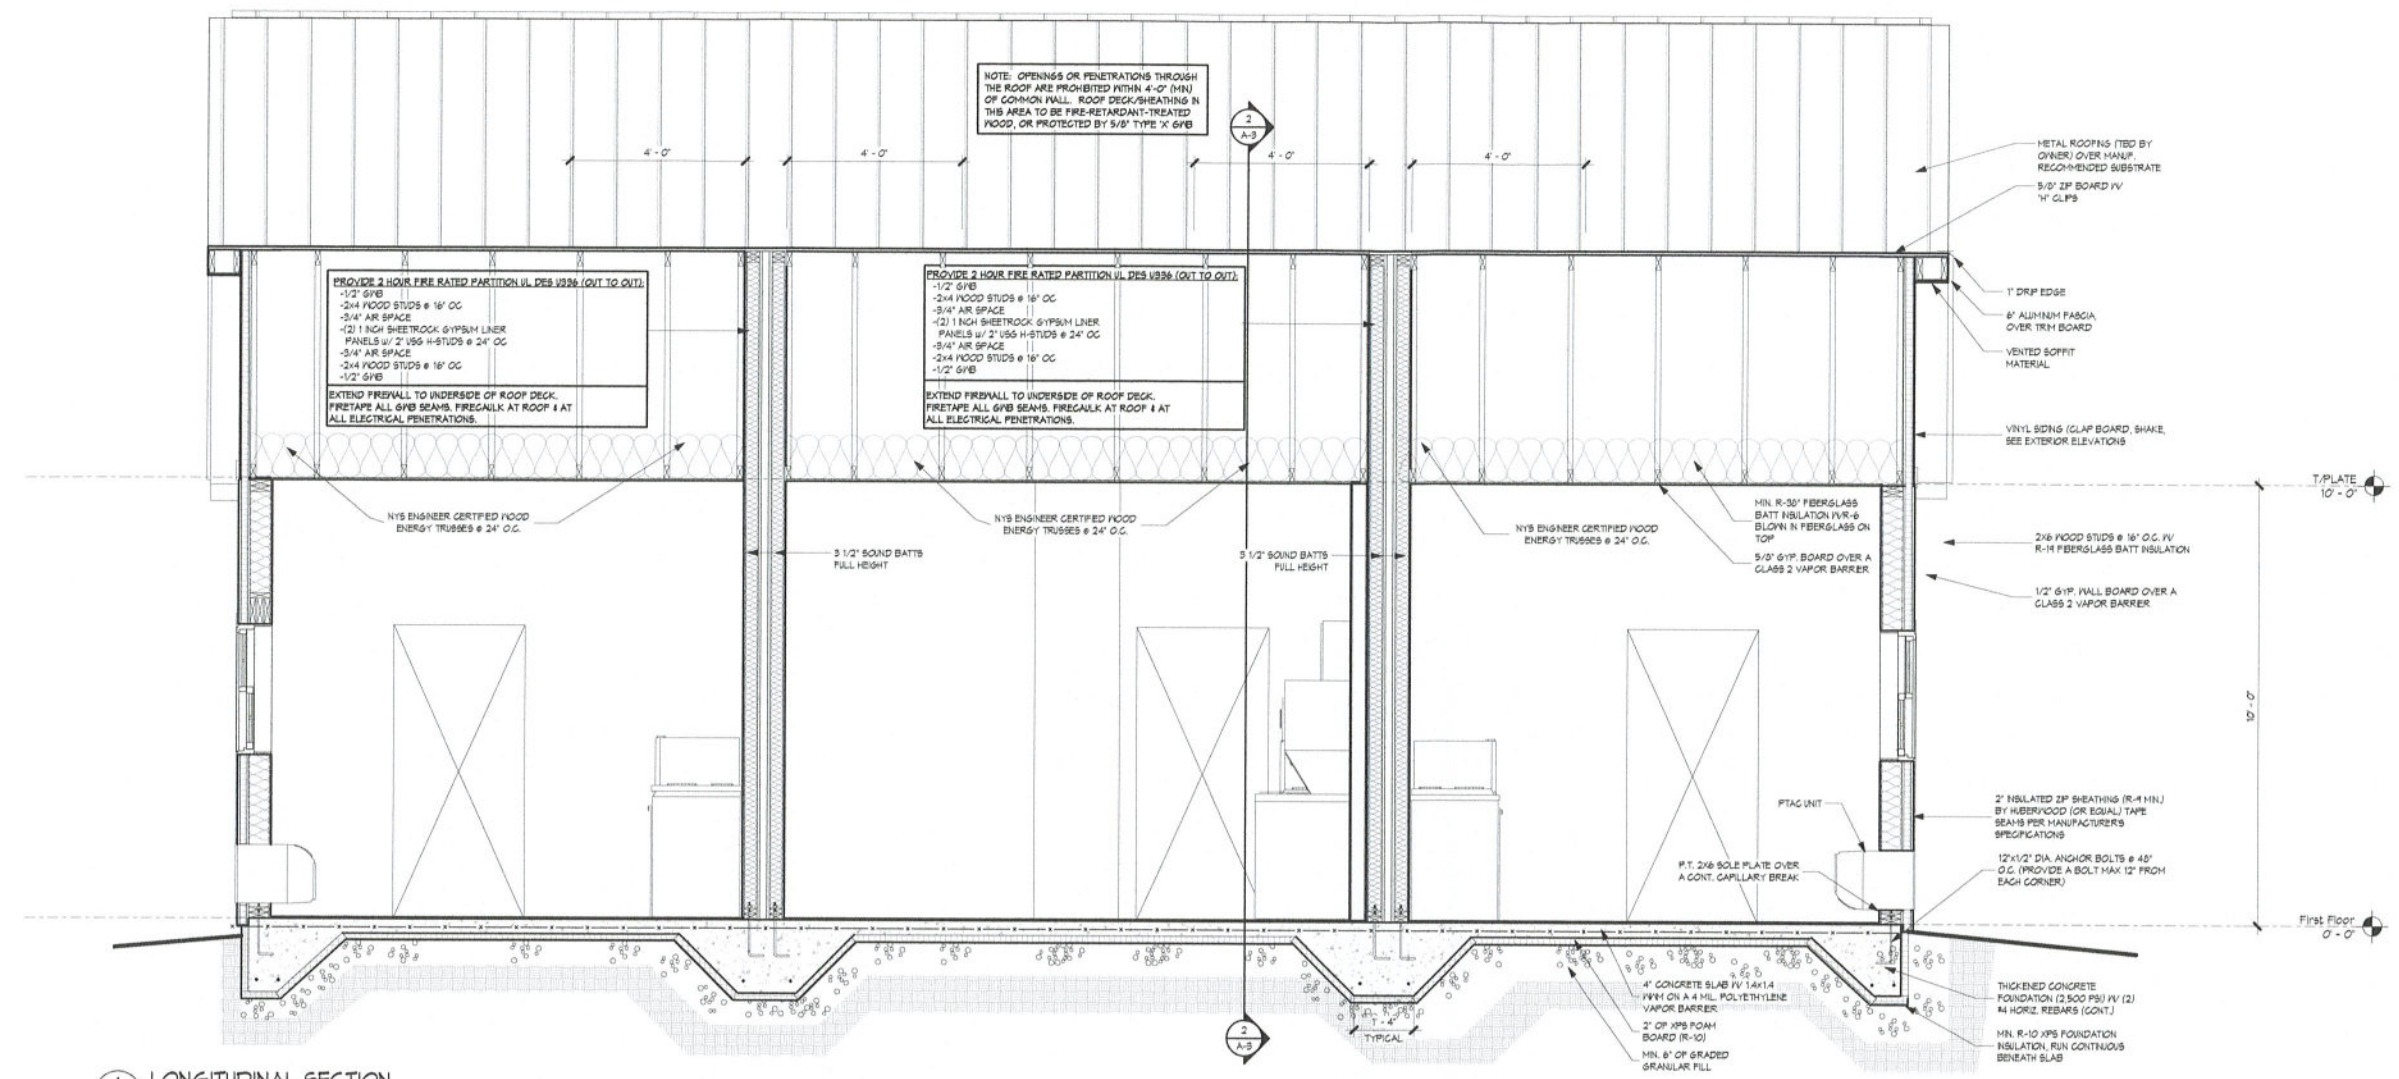 NOTE: OPENINGS OR PENETRATIONS THROUGH
THE ROOF ARE PROHIBITED WITHIN 4'-0" (MIN)
OF COMMON WALL. ROOF DECK/SHEATHING IN
THIS AREA TO BE FIRE-RETARDANT-TREATED
WOOD, OR PROTECTED BY 5/8" TYPE 'X' GWB
2
A-3
4' - 0"
4' - 0"
4' - 0"
4' - 0"
METAL ROOFING (TBD BY
OWNER) OVER MANUF.
RECOMMENDED SUBSTRATE
5/8" ZIP BOARD W/
"H" CLIPS
PROVIDE 2 HOUR FIRE RATED PARTITION UL DES U336 (OUT TO OUT):
-1/2" GWB
-2x4 WOOD STUDS @ 16" OC
-3/4" AIR SPACE
-(2) 1 INCH SHEETROCK GYPSUM LINER
PANELS w/ 2" USG H-STUDS @ 24" OC
-3/4" AIR SPACE
-2x4 WOOD STUDS @ 16" OC
-1/2" GWB
EXTEND FIREWALL TO UNDERSIDE OF ROOF DECK.
FIRETAPE ALL GWB SEAMS. FIRECAULK AT ROOF & AT
ALL ELECTRICAL PENETRATIONS.
PROVIDE 2 HOUR FIRE RATED PARTITION UL DES U336 (OUT TO OUT):
-1/2" GWB
-2x4 WOOD STUDS @ 16" OC
-3/4" AIR SPACE
-(2) 1 INCH SHEETROCK GYPSUM LINER
PANELS w/ 2" USG H-STUDS @ 24" OC
-3/4" AIR SPACE
-2x4 WOOD STUDS @ 16" OC
-1/2" GWB
EXTEND FIREWALL TO UNDERSIDE OF ROOF DECK.
FIRETAPE ALL GWB SEAMS. FIRECAULK AT ROOF & AT
ALL ELECTRICAL PENETRATIONS.
1" DRIP EDGE
6" ALUMINUM FASCIA
OVER TRIM BOARD
VENTED SOFFIT
MATERIAL
VINYL SIDING (CLAP BOARD, SHAKE,
SEE EXTERIOR ELEVATIONS
T/PLATE
10' - 0"
NYS ENGINEER CERTIFIED WOOD
ENERGY TRUSSES @ 24" O.C.
NYS ENGINEER CERTIFIED WOOD
ENERGY TRUSSES @ 24" O.C.
NYS ENGINEER CERTIFIED WOOD
ENERGY TRUSSES @ 24" O.C.
MIN. R-38" FIBERGLASS
BATT INSULATION W/R-6
BLOWN IN FIBERGLASS ON
TOP
5/8" GYP. BOARD OVER A
CLASS 2 VAPOR BARRIER
2X6 WOOD STUDS @ 16" O.C. W/
R-19 FIBERGLASS BATT INSULATION
1/2" GYP. WALL BOARD OVER A
CLASS 2 VAPOR BARRIER
3 1/2" SOUND BATTS
FULL HEIGHT
3 1/2" SOUND BATTS
FULL HEIGHT
10' - 0"
PTAC UNIT
2" INSULATED ZIP SHEATHING (R-9 MIN.)
BY HUBERWOOD (OR EQUAL) TAPE
SEAMS PER MANUFACTURER'S
SPECIFICATIONS
P.T. 2X6 SOLE PLATE OVER
A CONT. CAPILLARY BREAK
12"x1/2" DIA. ANCHOR BOLTS @ 48"
O.C. (PROVIDE A BOLT MAX 12" FROM
EACH CORNER)
First Floor
0' - 0"
4" CONCRETE SLAB W/ 1.4x1.4
WWM ON A 4 MIL. POLYETHYLENE
VAPOR BARRIER
2" OF XPS FOAM
BOARD (R-10)
MIN. 6" OF GRADED
GRANULAR FILL
1' - 4"
TYPICAL
THICKENED CONCRETE
FOUNDATION (2,500 PSI) W/ (2)
#4 HORIZ. REBARS (CONT.)
MIN. R-10 XPS FOUNDATION
INSULATION, RUN CONTINUOUS
BENEATH SLAB
2
A-3
1 LONGITUDINAL SECTION